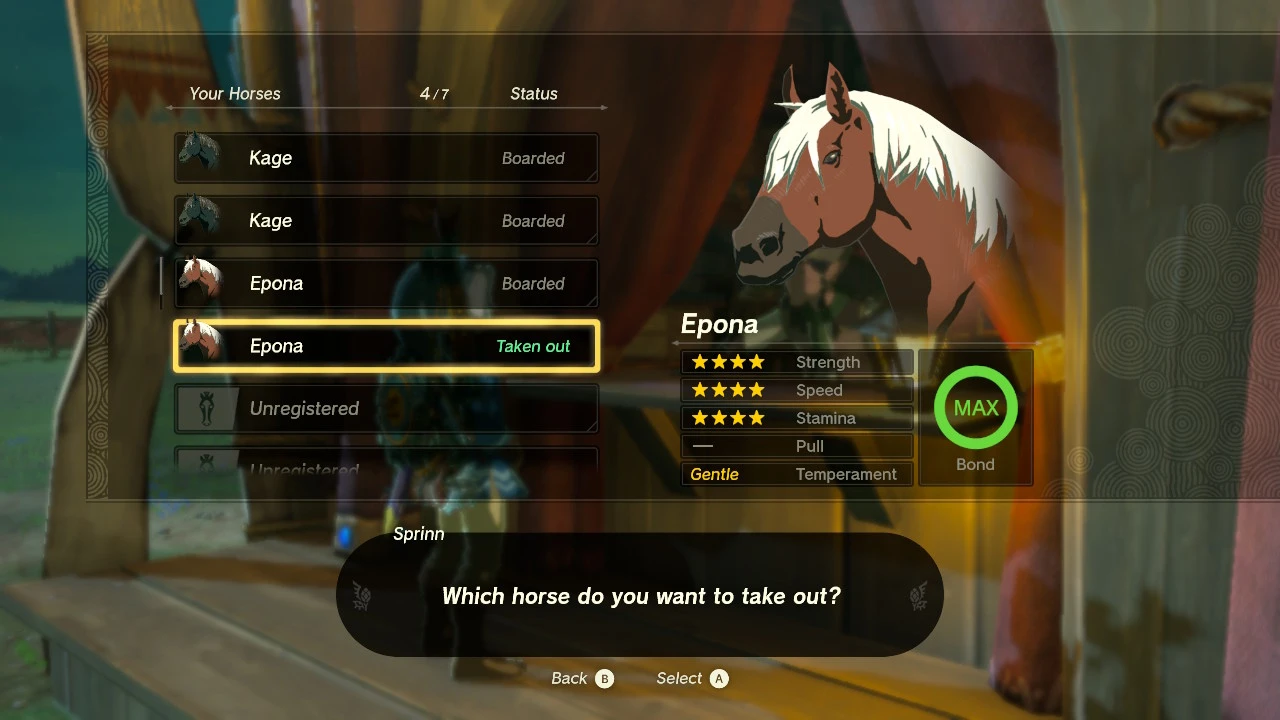 Your Horses 4/7 Status
Kage Boarded
Kage Boarded
Epona Boarded
Epona Taken out
Unregistered
Unregistered
Epona
★★★★ Strength
★★★★ Speed
★★★★ Stamina
— Pull
Gentle Temperament
MAX
Bond
Sprinn
Which horse do you want to take out?
Back B Select A